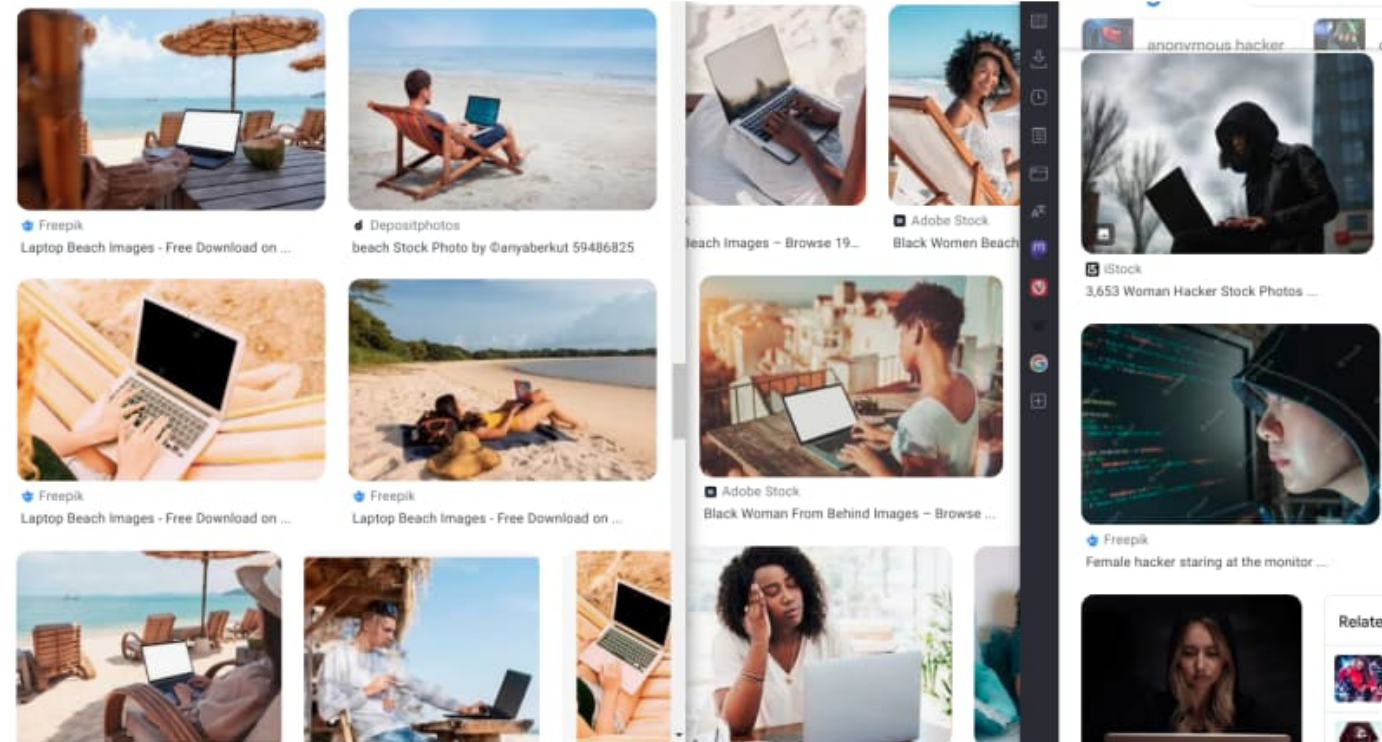 Freepik
Laptop Beach Images - Free Download on ...
Depositphotos
beach Stock Photo by ©anyaberkut 59486825
Freepik
Laptop Beach Images - Free Download on ...
Freepik
Laptop Beach Images - Free Download on ...
Beach Images – Browse 19...
Adobe Stock
Black Women Beach
Adobe Stock
Black Woman From Behind Images – Browse ...
anonymous hacker
iStock
3,653 Woman Hacker Stock Photos ...
Freepik
Female hacker staring at the monitor ...
Relate